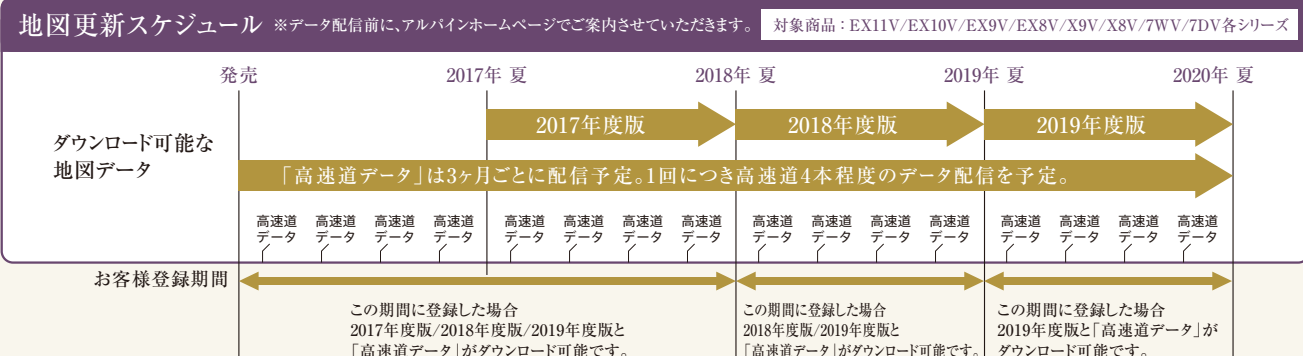 地図更新スケジュール ※データ配信前に、アルパインホームページでご案内させていただきます。 対象商品：EX11V/EX10V/EX9V/EX8V/X9V/X8V/7WV/7DV各シリーズ
発売 2017年 夏 2018年 夏 2019年 夏 2020年 夏
ダウンロード可能な
地図データ
2017年度版 2018年度版 2019年度版
「高速道データ」は3ヶ月ごとに配信予定。1回につき高速道4本程度のデータ配信を予定。
高速道 高速道 高速道 高速道 高速道 高速道 高速道 高速道 高速道 高速道 高速道 高速道 高速道 高速道 高速道 高速道
データ データ データ データ データ データ データ データ データ データ データ データ データ データ データ データ
お客様登録期間
この期間に登録した場合
2017年度版/2018年度版/2019年度版と
「高速道データ」がダウンロード可能です。
この期間に登録した場合
2018年度版/2019年度版と
「高速道データ」がダウンロード可能です。
この期間に登録した場合
2019年度版と「高速道データ」が
ダウンロード可能です。